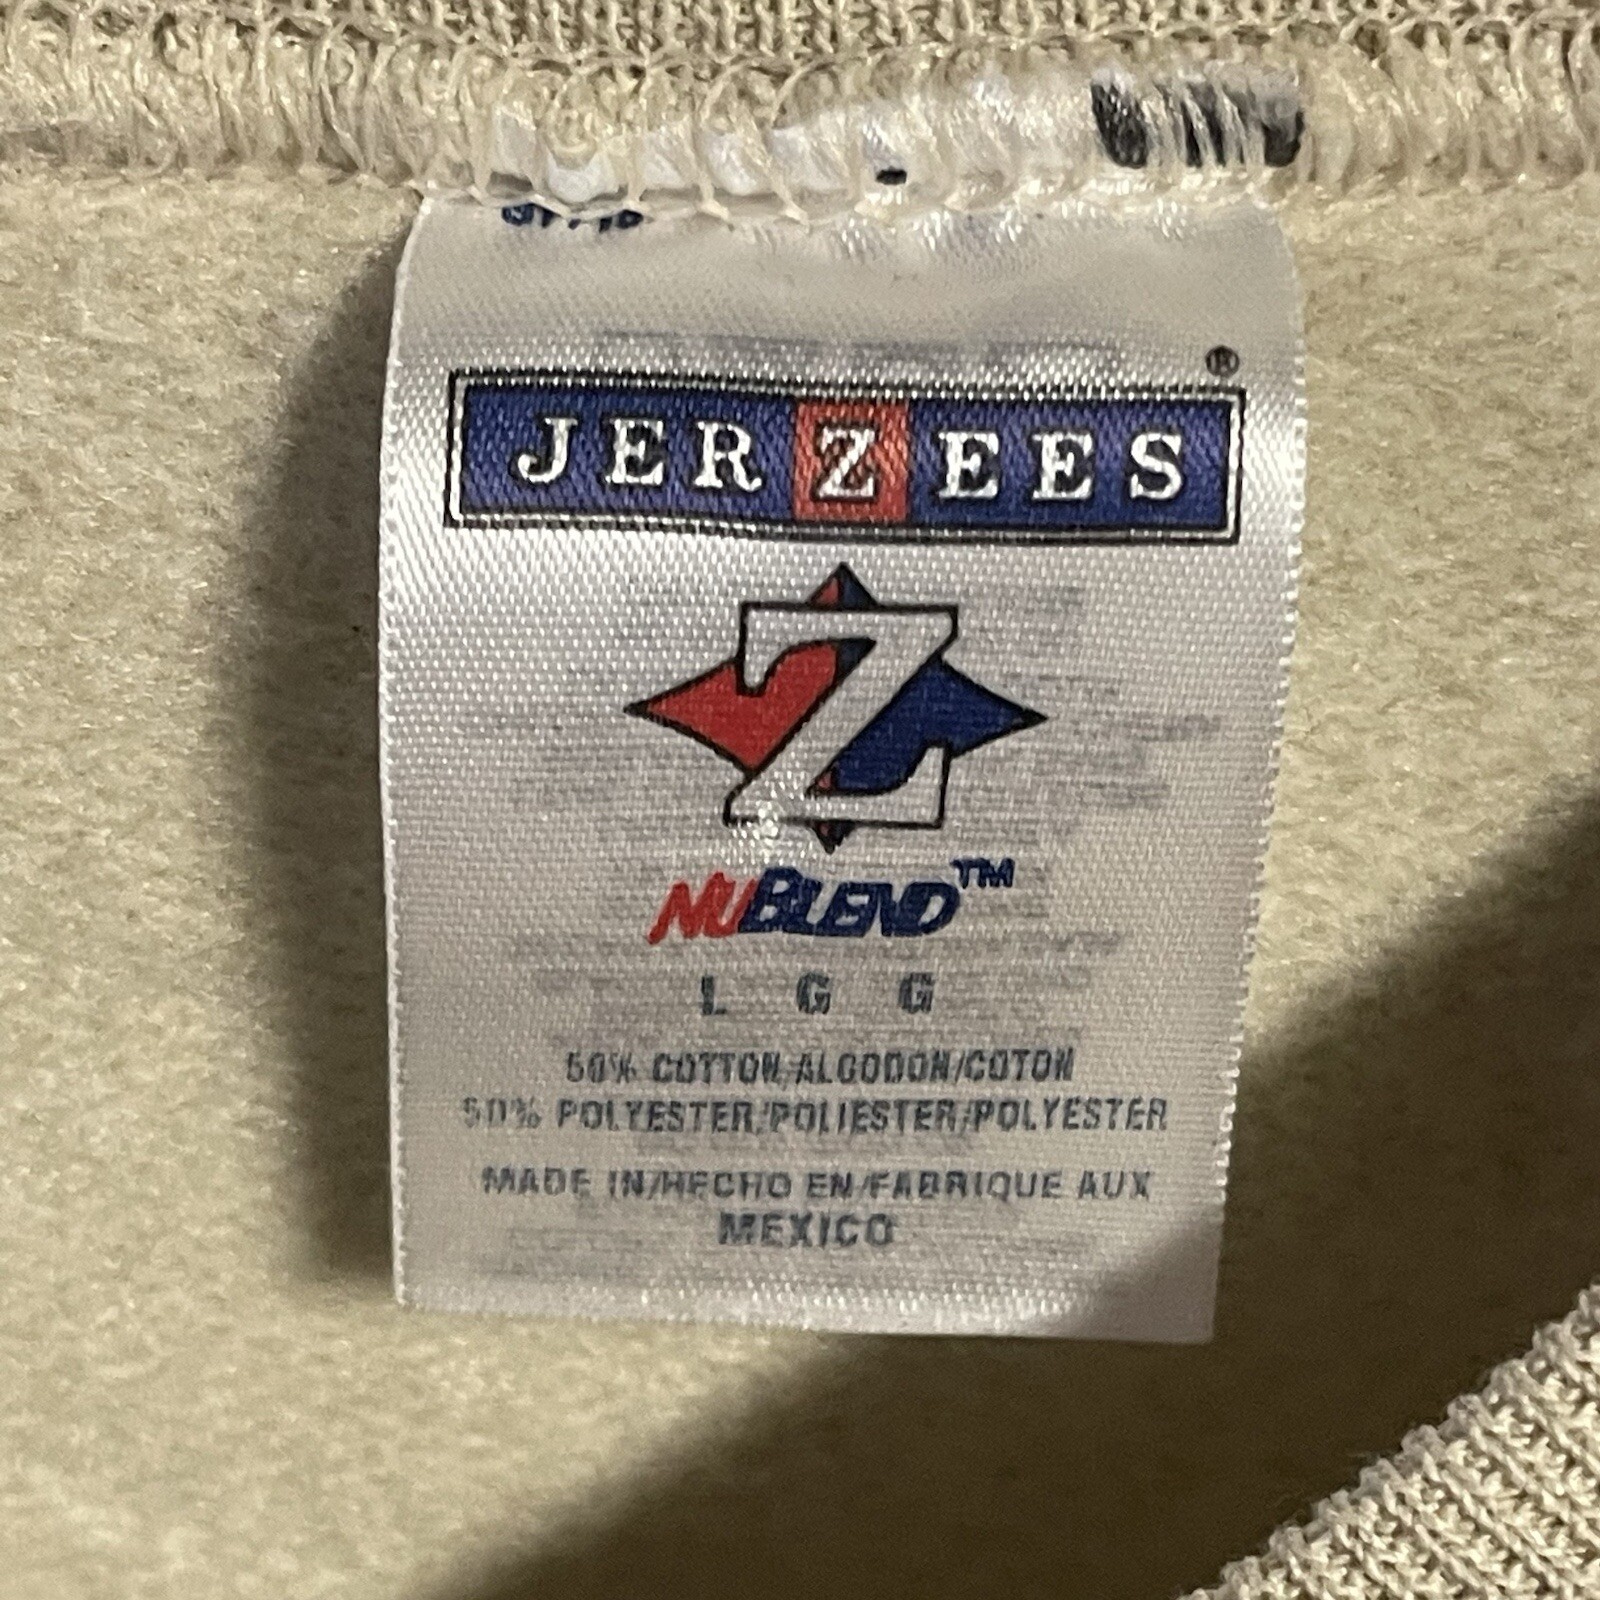 ®
JERZEES
Z
NUBLEND™
L G G
50% COTTON/ALGODON/COTON
50% POLYESTER/POLIESTER/POLYESTER
MADE IN/HECHO EN/FABRIQUE AUX
MEXICO